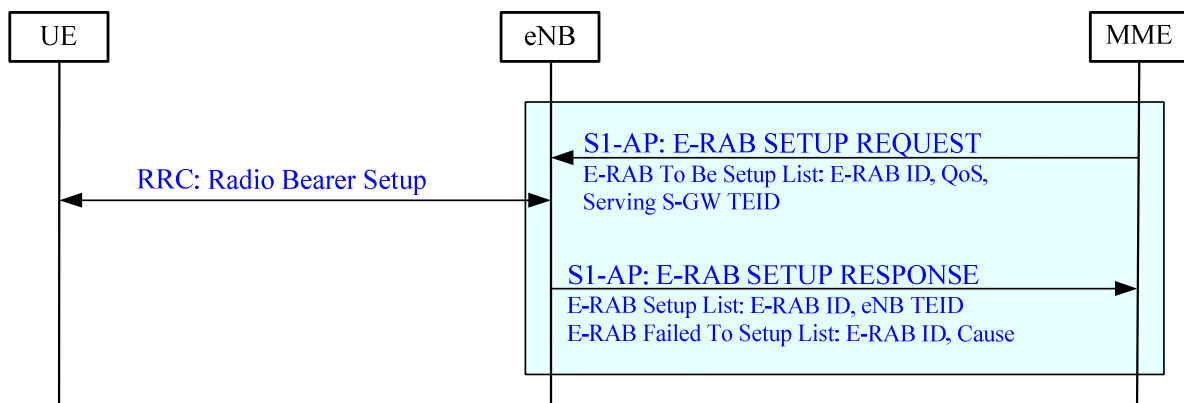 UE
eNB
MME
S1-AP: E-RAB SETUP REQUEST
E-RAB To Be Setup List: E-RAB ID, QoS,
Serving S-GW TEID
RRC: Radio Bearer Setup
S1-AP: E-RAB SETUP RESPONSE
E-RAB Setup List: E-RAB ID, eNB TEID
E-RAB Failed To Setup List: E-RAB ID, Cause